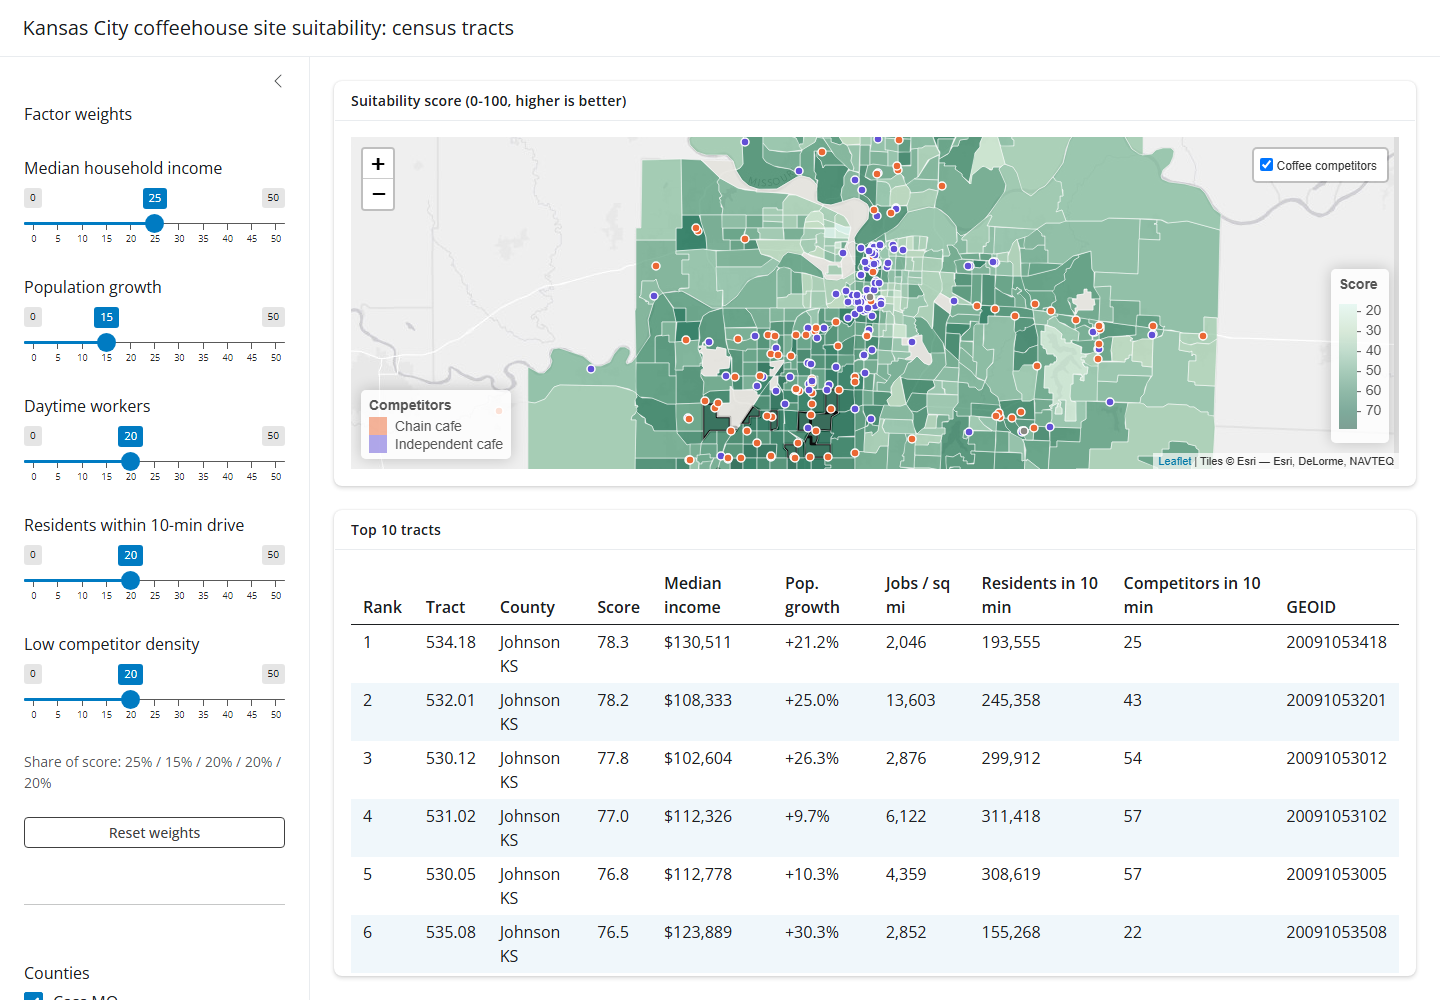 Kansas City coffeehouse site suitability: census tracts
Factor weights
Median household income
0 25 50
0 5 10 15 20 25 30 35 40 45 50
Population growth
0 15 50
0 5 10 15 20 25 30 35 40 45 50
Daytime workers
0 20 50
0 5 10 15 20 25 30 35 40 45 50
Residents within 10-min drive
0 20 50
0 5 10 15 20 25 30 35 40 45 50
Low competitor density
0 20 50
0 5 10 15 20 25 30 35 40 45 50
Share of score: 25% / 15% / 20% / 20% /
20%
Reset weights
Counties
Cass MO
Suitability score (0-100, higher is better)
+
−
Coffee competitors
Score
20
30
40
50
60
70
Competitors
Chain cafe
Independent cafe
Leaflet | Tiles © Esri — Esri, DeLorme, NAVTEQ
Top 10 tracts
Rank Tract County Score Median income Pop. growth Jobs / sq mi Residents in 10 min Competitors in 10 min GEOID
1 534.18 Johnson KS 78.3 $130,511 +21.2% 2,046 193,555 25 20091053418
2 532.01 Johnson KS 78.2 $108,333 +25.0% 13,603 245,358 43 20091053201
3 530.12 Johnson KS 77.8 $102,604 +26.3% 2,876 299,912 54 20091053012
4 531.02 Johnson KS 77.0 $112,326 +9.7% 6,122 311,418 57 20091053102
5 530.05 Johnson KS 76.8 $112,778 +10.3% 4,359 308,619 57 20091053005
6 535.08 Johnson KS 76.5 $123,889 +30.3% 2,852 155,268 22 20091053508